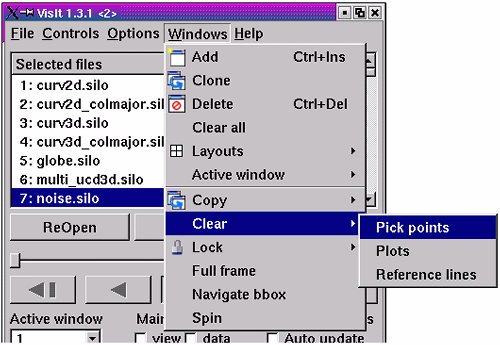 VisIt 1.3.1 <2>
File Controls Options Windows Help
Selected files
1: curv2d.silo
2: curv2d_colmajor.sil
3: curv3d.silo
4: curv3d_colmajor.sil
5: globe.silo
6: multi_ucd3d.silo
7: noise.silo
ReOpen
Add Ctrl+Ins
Clone
Delete Ctrl+Del
Clear all
Layouts
Active window
Copy
Clear
Lock
Full frame
Navigate bbox
Spin
Pick points
Plots
Reference lines
Active window
1
view data Auto update